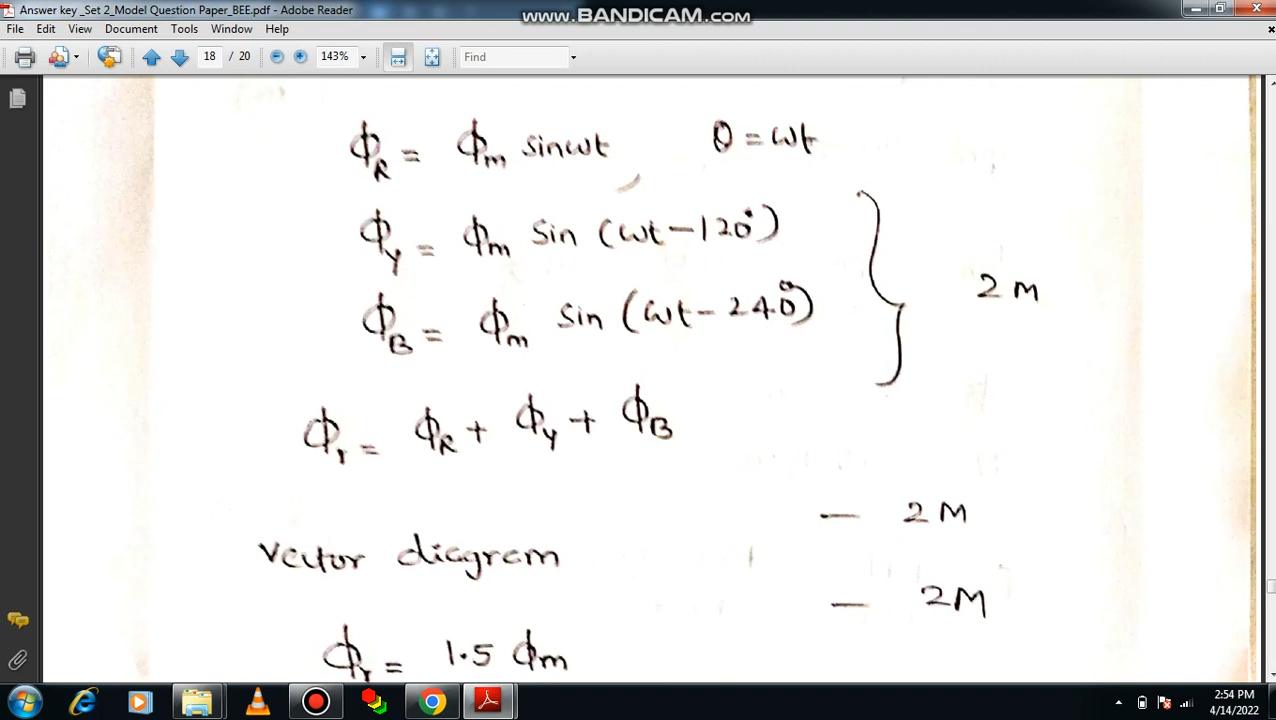 Answer key _Set 2_Model Question Paper_BEE.pdf - Adobe Reader
www.BANDICAM.com
File Edit View Document Tools Window Help
18 / 20 143% Find
ϕR = ϕm sinωt θ = ωt
ϕY = ϕm sin (ωt - 120°)
ϕB = ϕm sin (ωt - 240°)
2 M
ϕr = ϕR + ϕY + ϕB
— 2 M
vector diagram
— 2M
ϕr = 1.5 ϕm
2:54 PM
4/14/2022